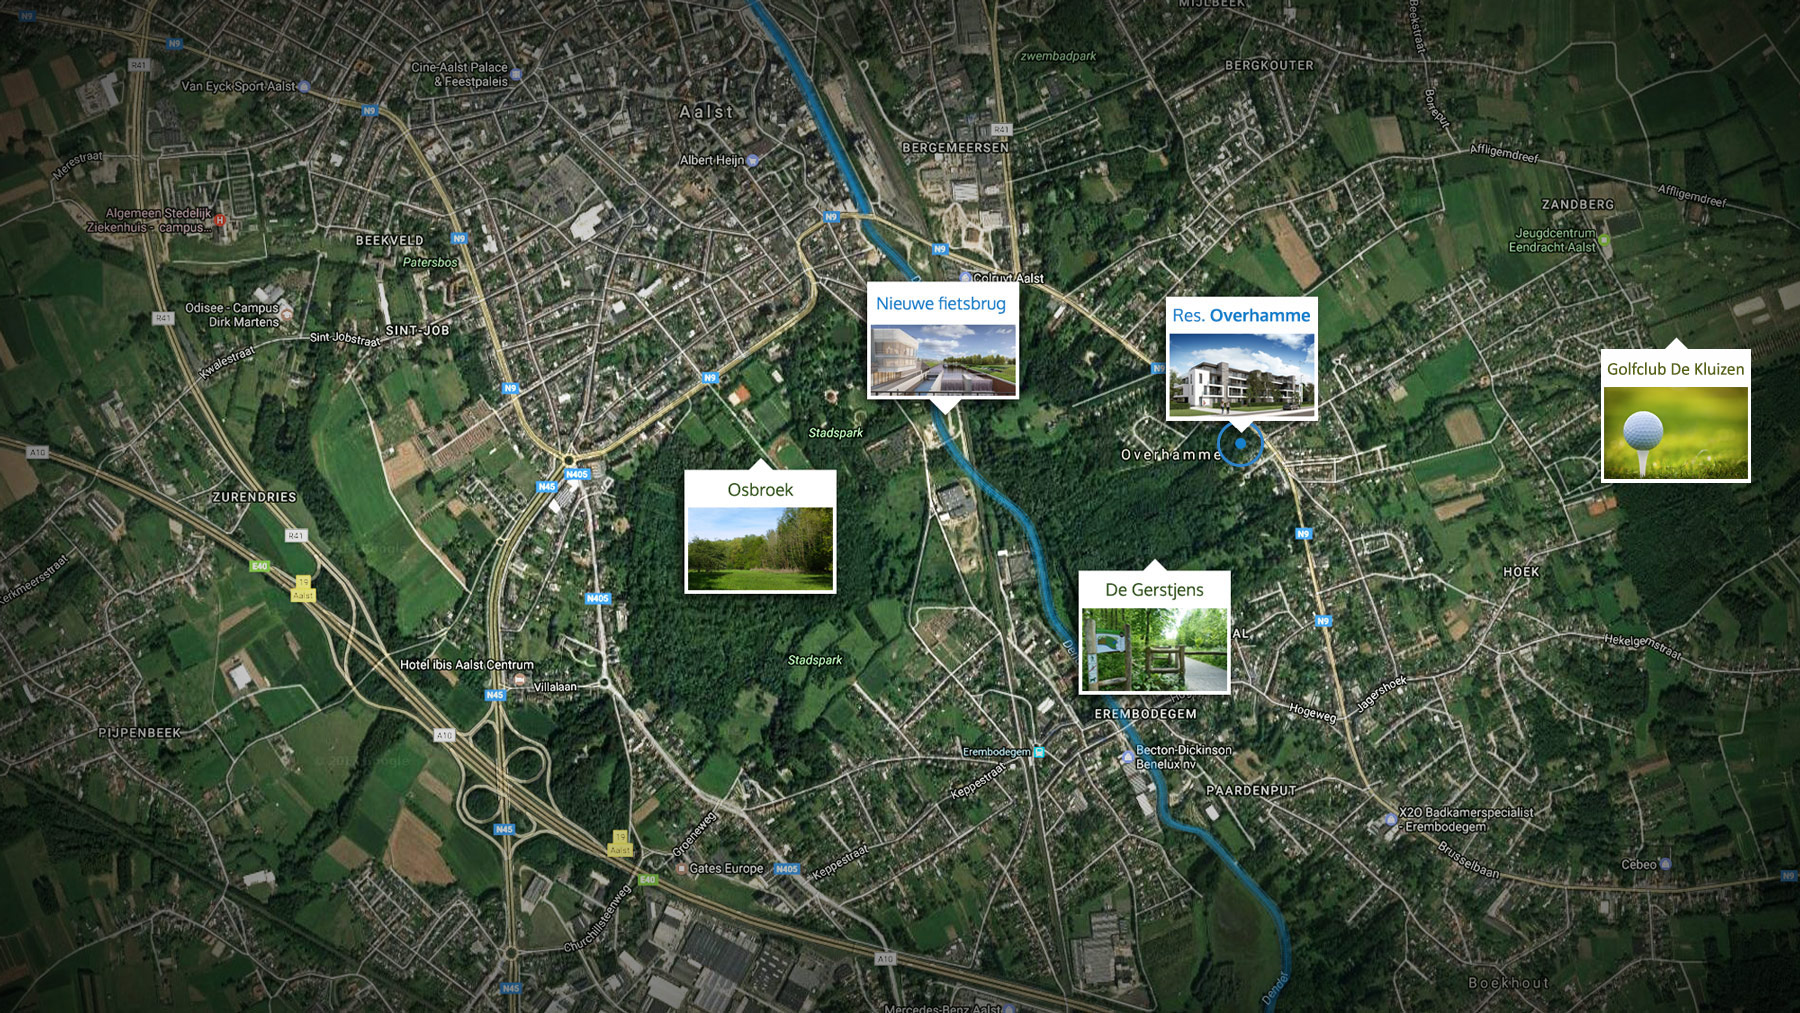 MIJLBEEK
N9
N9
R41
Cine-Aalst Palace
& Feestpaleis
zwembadpark
BERGKOUTER
Van Eyck Sport Aalst
N9
Aalst
Bonteput
R41
BERGEMEERSEN
Albert Heijn
Affligemdreef
Affligemdreef
Merestraat
ZANDBERG
Algemeen Stedelijk
Ziekenhuis - campus...
H
N9
BEEKVELD
N9
N9
Patersbos
Jeugdcentrum
Eendracht Aalst
Colruyt Aalst
Nieuwe fietsbrug
Res. Overhamme
Odisee - Campus
Dirk Martens
R41
SINT-JOB
Sint Jobstraat
Kwalestraat
N9
N9
N9
Golfclub De Kluizen
Stadspark
Overhamme
A10
N405
N45
Osbroek
ZURENDRIES
R41
N9
E40
19
Aalst
HOEK
De Gerstjens
Kerkmeersstraat
N405
N9
AL
Hekelgemstraat
Stadspark
Hotel ibis Aalst Centrum
Villalaan
N45
Jagershoek
Hogeweg
EREMBODEGEM
PIJPENBEEK
A10
Erembodegem
Becton-Dickinson
Benelux nv
Keppestraat
PAARDENPUT
X2O Badkamerspecialist
- Erembodegem
N45
19
Aalst
Groeneweg
Keppestraat
Brusselbaan
Cebeo
Gates Europe
N405
N9
E40
Churchillsteenweg
A10
N45
Dender
Boekhout
Mercedes-Benz Aalst